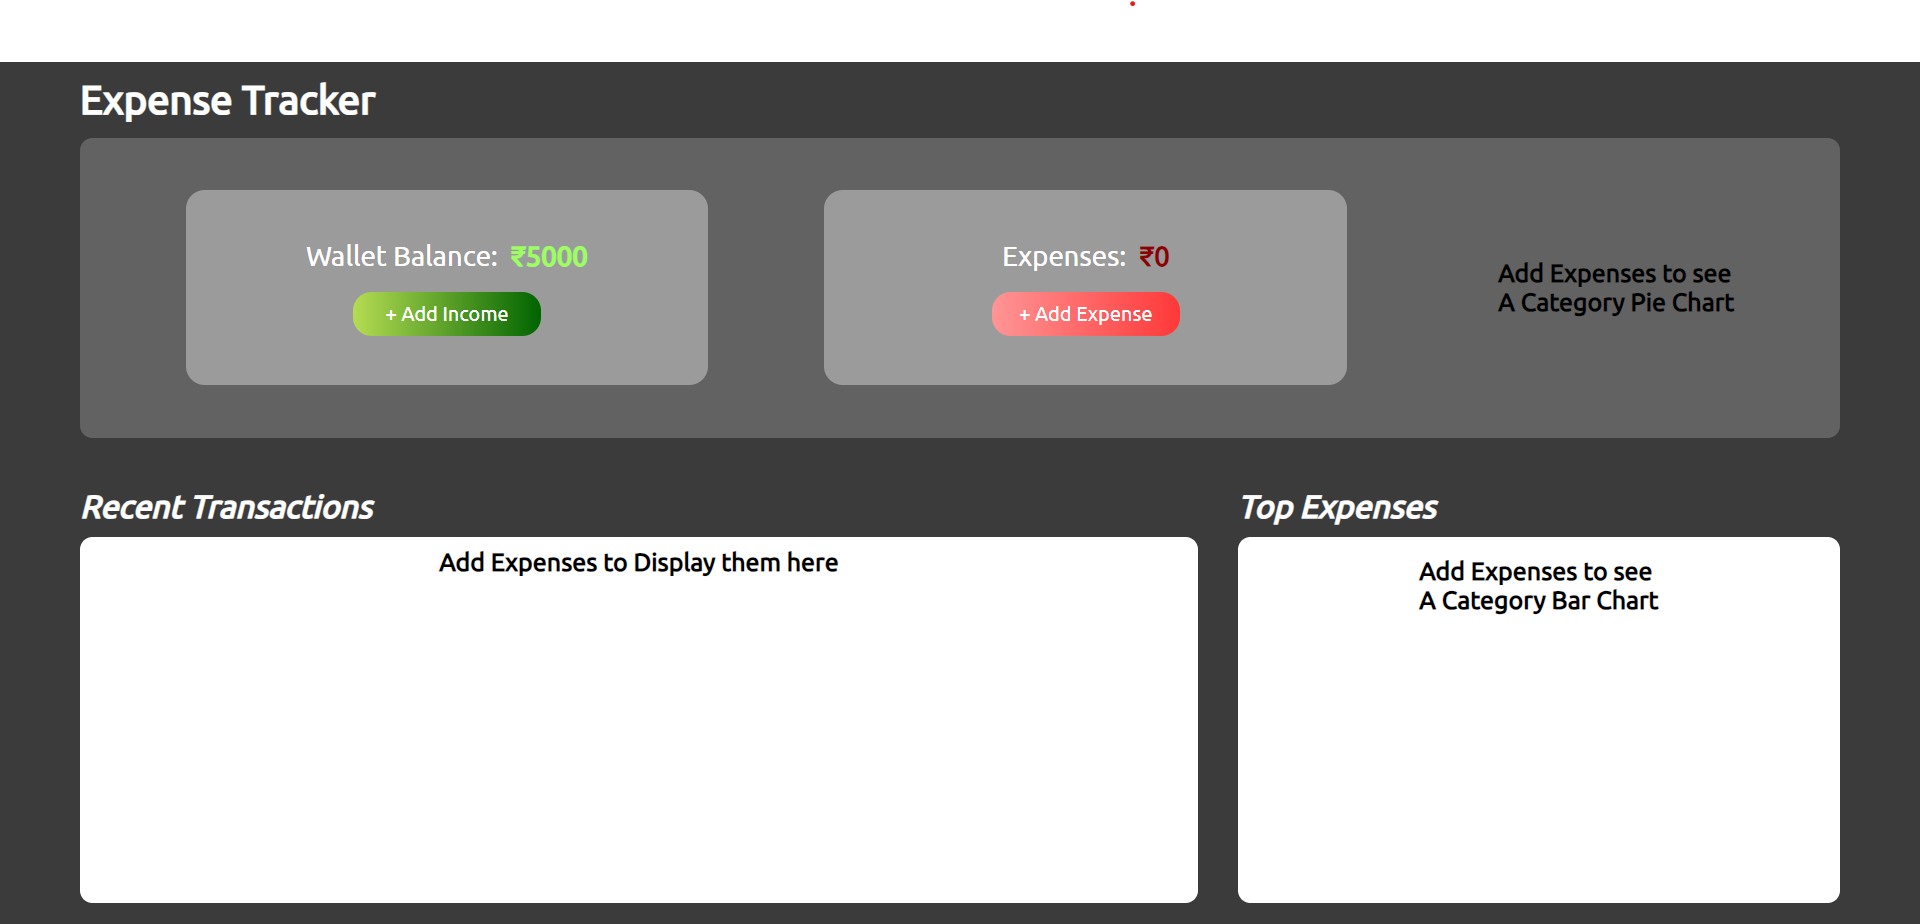 Expense Tracker
Wallet Balance: ₹5000
+ Add Income
Expenses: ₹0
+ Add Expense
Add Expenses to see
A Category Pie Chart
Recent Transactions
Add Expenses to Display them here
Top Expenses
Add Expenses to see
A Category Bar Chart